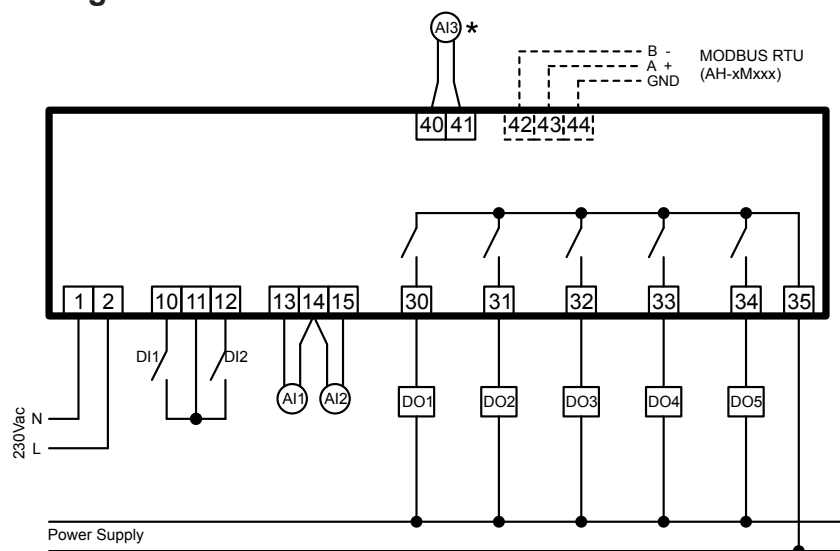 AI3 *
B -
A +
GND
MODBUS RTU
(AH-xMxxx)
40 41 42 43 44
1 2 10 11 12 13 14 15 30 31 32 33 34 35
DI1 DI2
AI1 AI2
DO1 DO2 DO3 DO4 DO5
230Vac
N
L
Power Supply